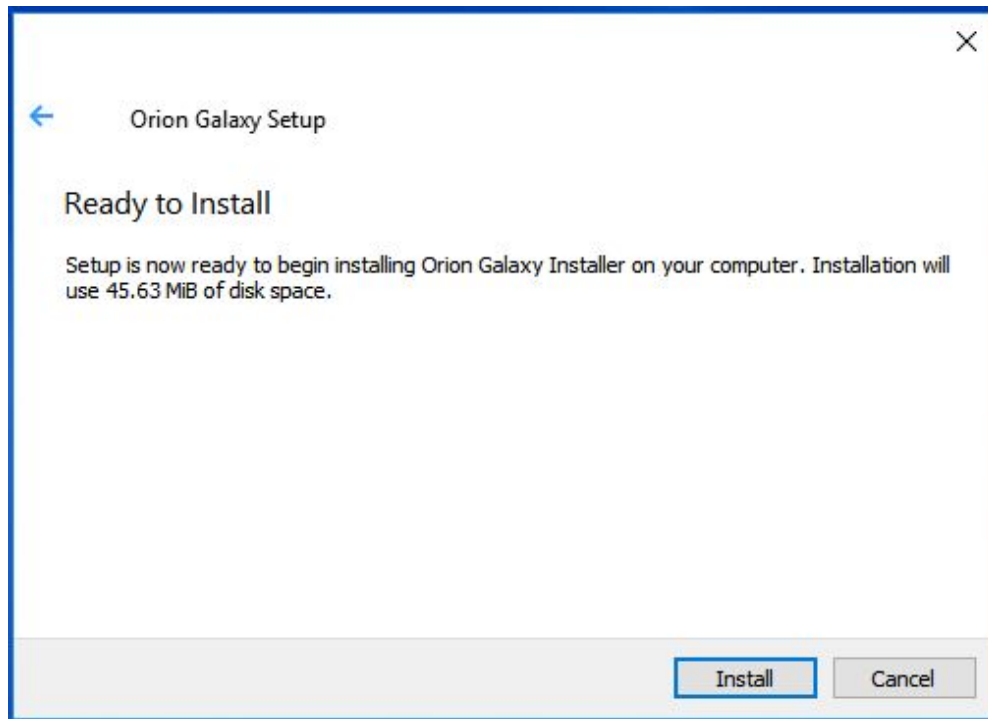 Orion Galaxy Setup
Ready to Install
Setup is now ready to begin installing Orion Galaxy Installer on your computer. Installation will
use 45.63 MiB of disk space.
Install
Cancel